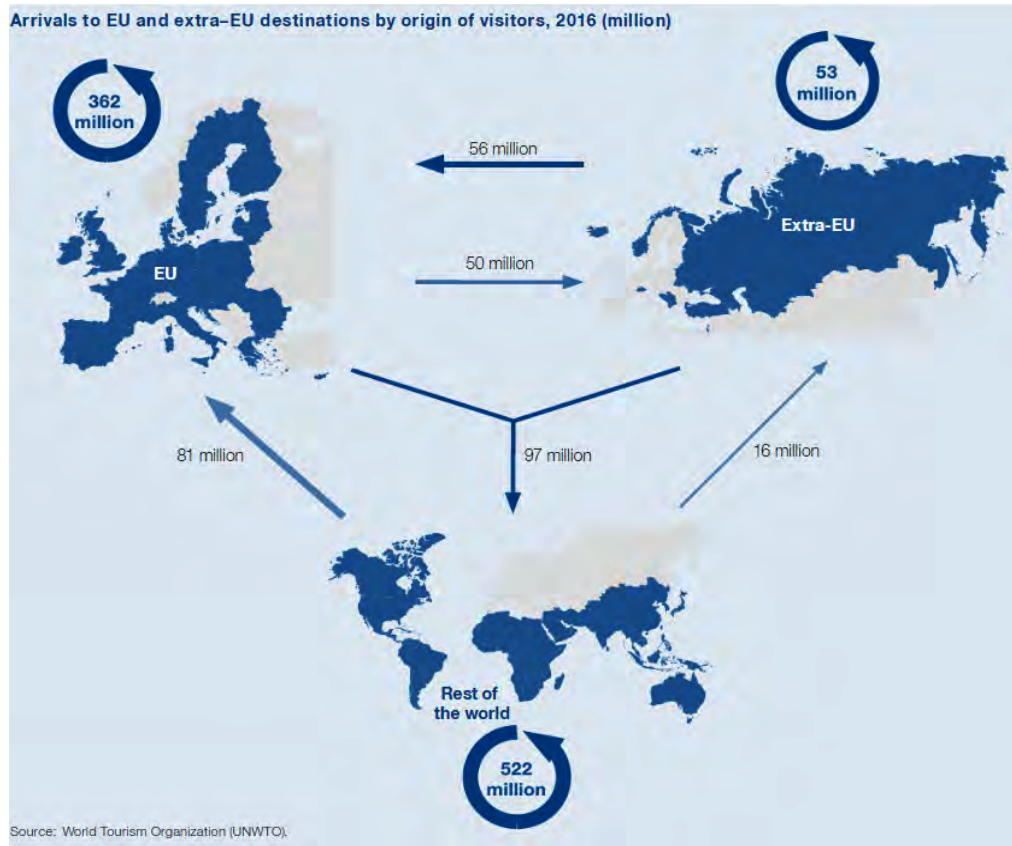 Arrivals to EU and extra–EU destinations by origin of visitors, 2016 (million)
362
million
53
million
56 million
Extra-EU
EU
50 million
81 million
97 million
16 million
Rest of
the world
522
million
Source: World Tourism Organization (UNWTO).